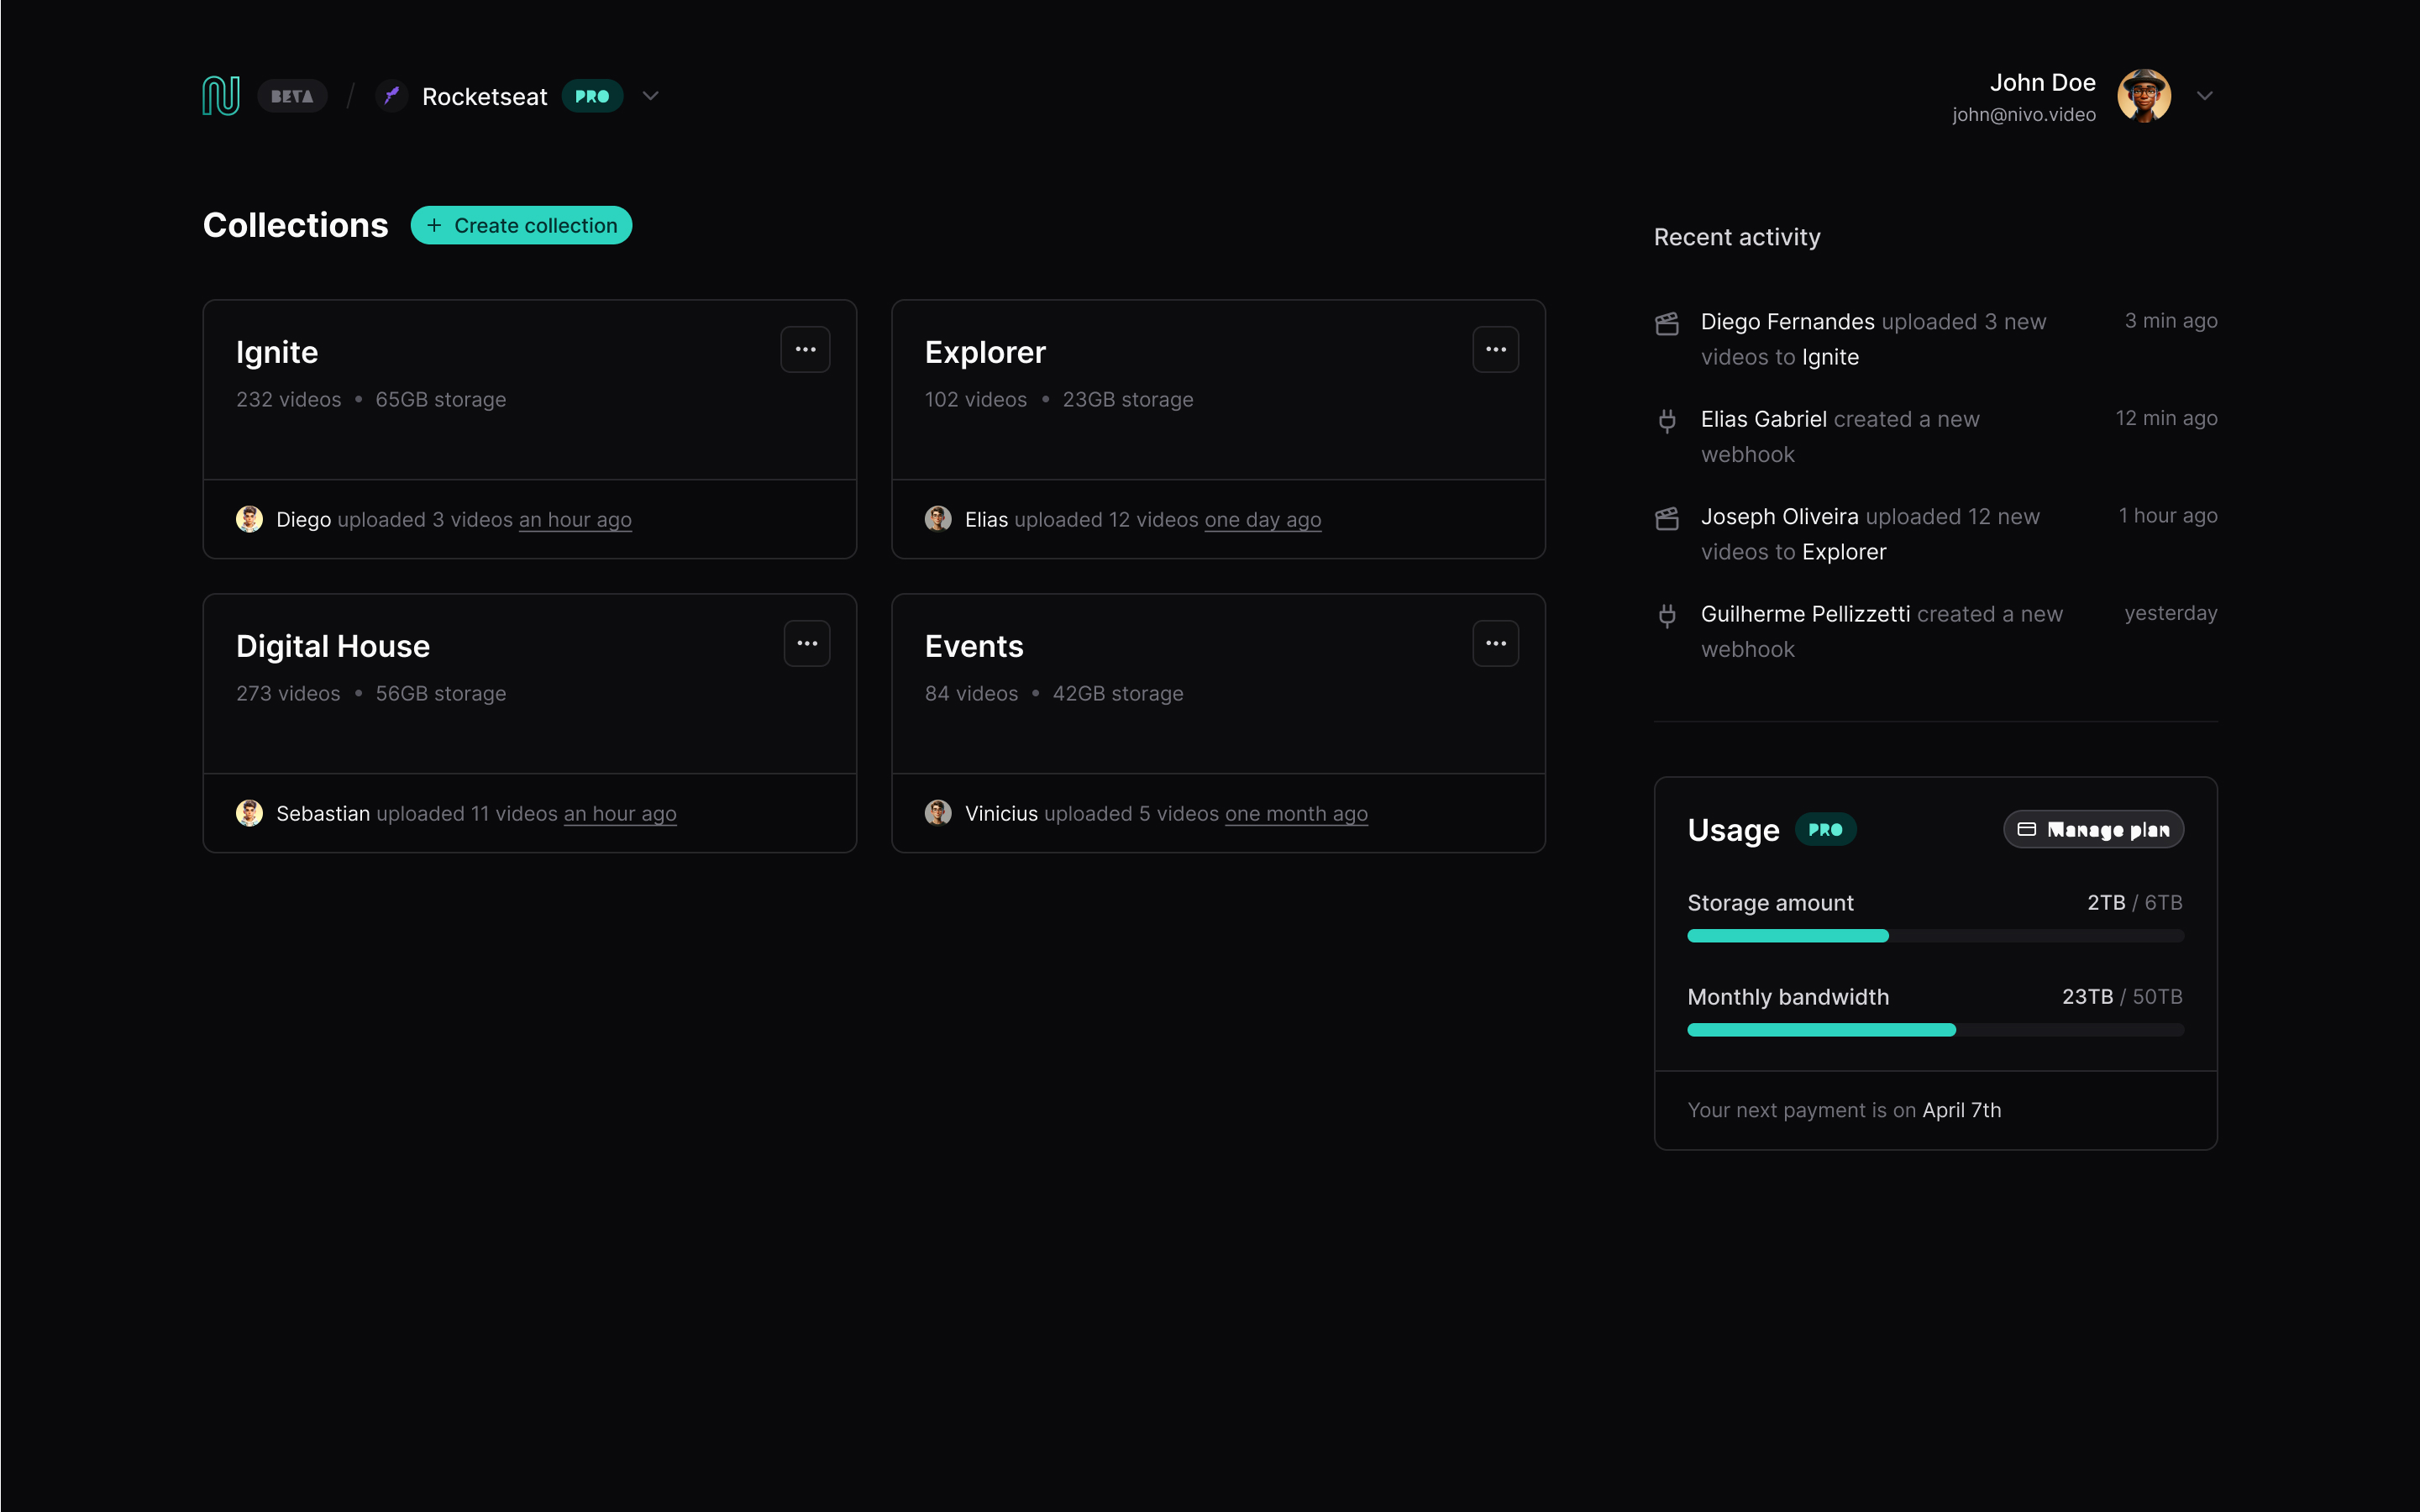 BETA / Rocketseat PRO
John Doe
john@nivo.video
Collections
+ Create collection
Ignite
232 videos • 65GB storage
Diego uploaded 3 videos an hour ago
Explorer
102 videos • 23GB storage
Elias uploaded 12 videos one day ago
Digital House
273 videos • 56GB storage
Sebastian uploaded 11 videos an hour ago
Events
84 videos • 42GB storage
Vinicius uploaded 5 videos one month ago
Recent activity
Diego Fernandes uploaded 3 new 3 min ago
videos to Ignite
Elias Gabriel created a new 12 min ago
webhook
Joseph Oliveira uploaded 12 new 1 hour ago
videos to Explorer
Guilherme Pellizzetti created a new yesterday
webhook
Usage PRO Manage plan
Storage amount 2TB / 6TB
Monthly bandwidth 23TB / 50TB
Your next payment is on April 7th